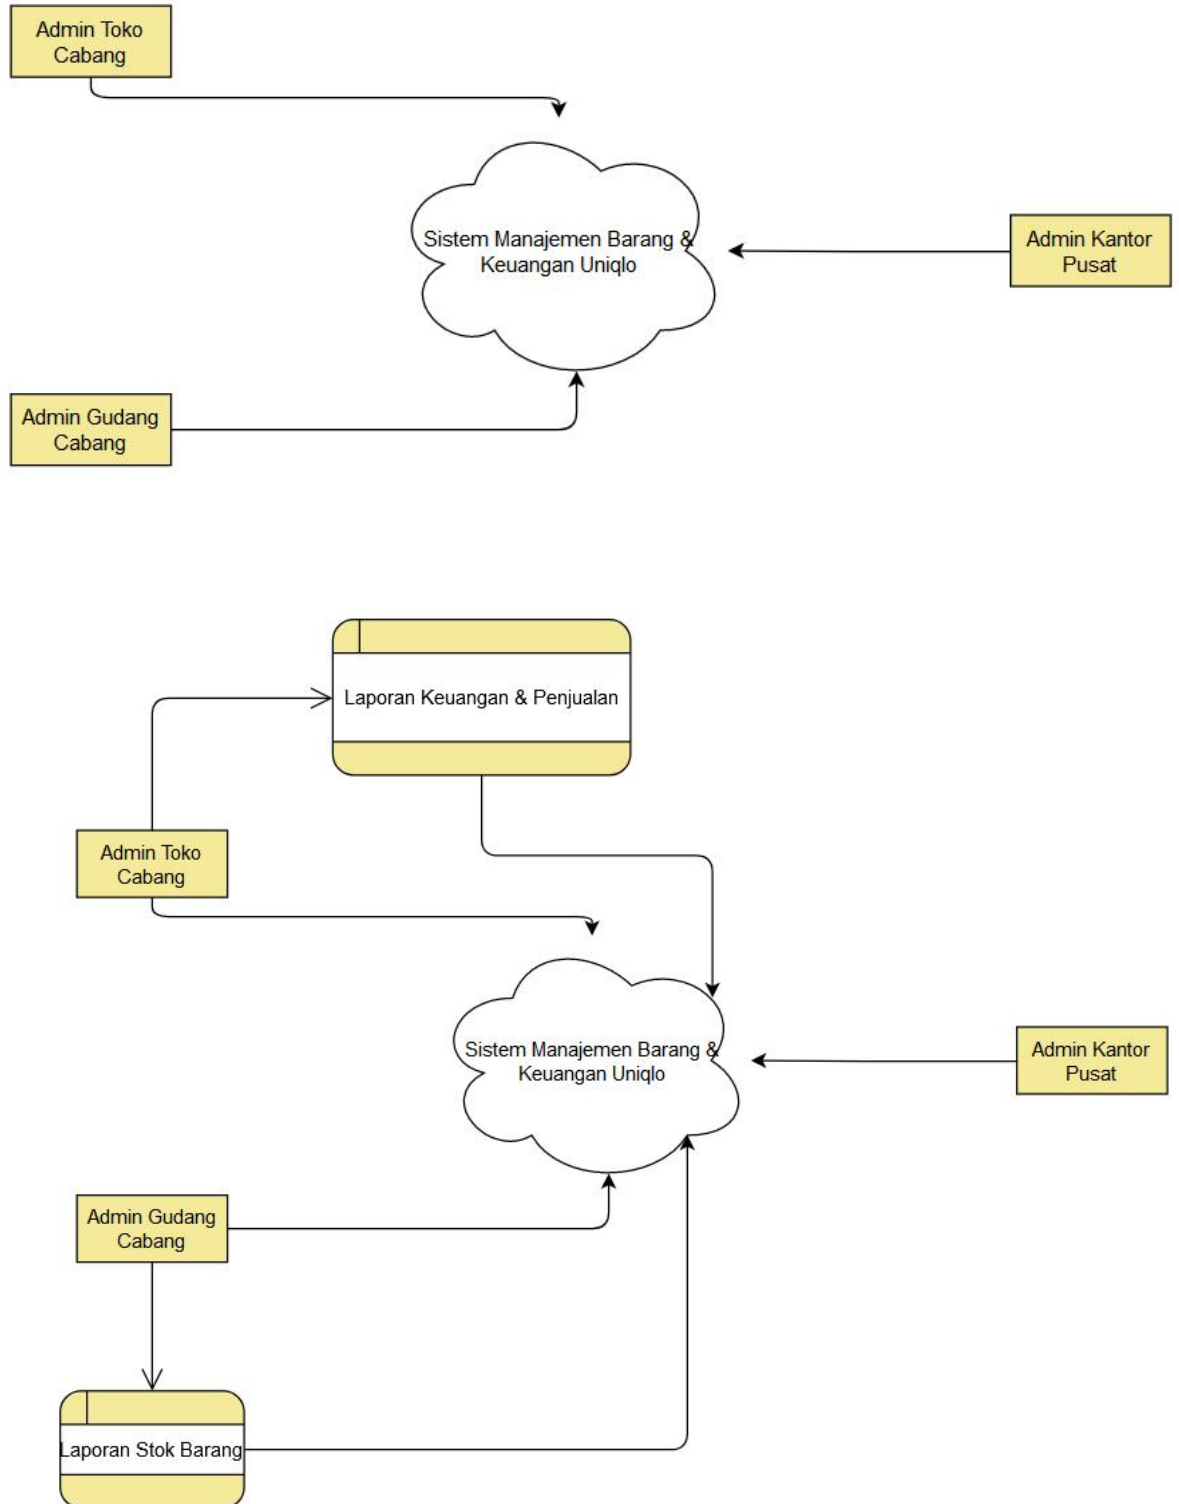 Admin Toko
Cabang
Sistem Manajemen Barang &
Keuangan Uniqlo
Admin Kantor
Pusat
Admin Gudang
Cabang
Laporan Keuangan & Penjualan
Admin Toko
Cabang
Sistem Manajemen Barang &
Keuangan Uniqlo
Admin Kantor
Pusat
Admin Gudang
Cabang
Laporan Stok Barang